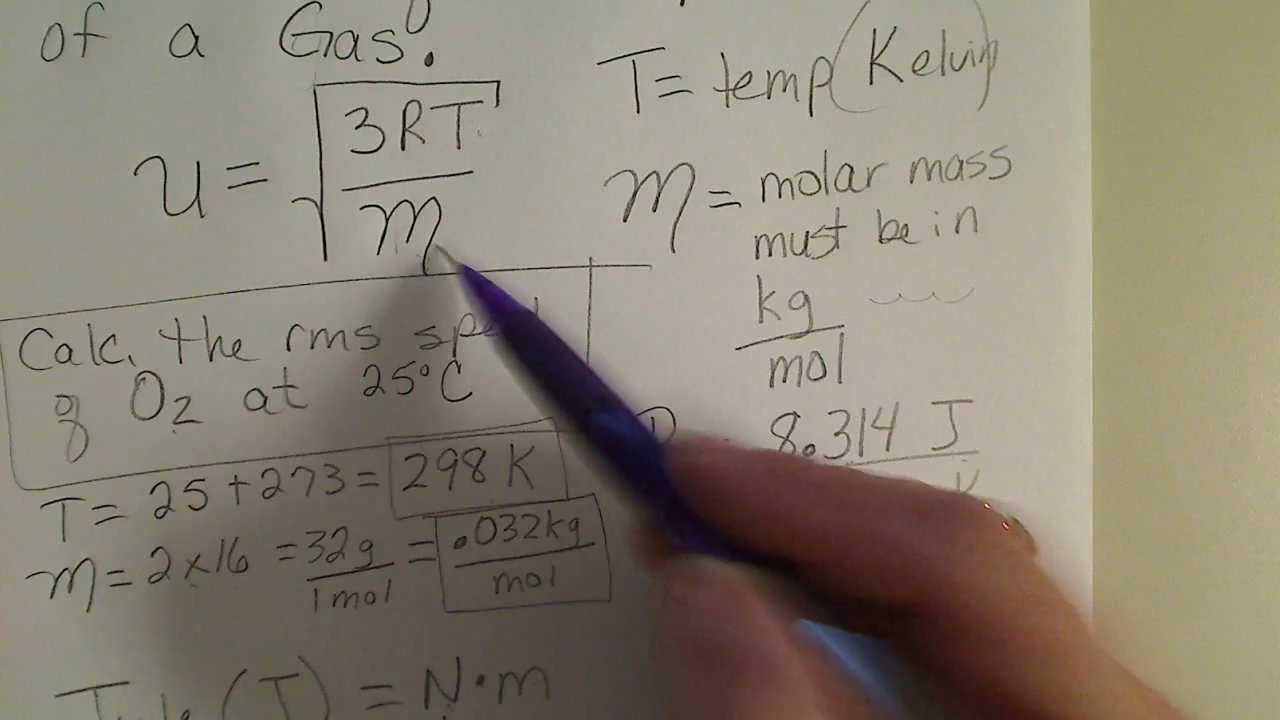 of a Gas.
u = √3RT/m
T = temp (Kelvin)
m = molar mass
must be in
kg
mol
Calc. the rms
of O2 at 25°C
8.314 J
K
T = 25 + 273 = 298 K
m = 2 x 16 = 32g/1mol = .032kg/mol
(J) = N·m